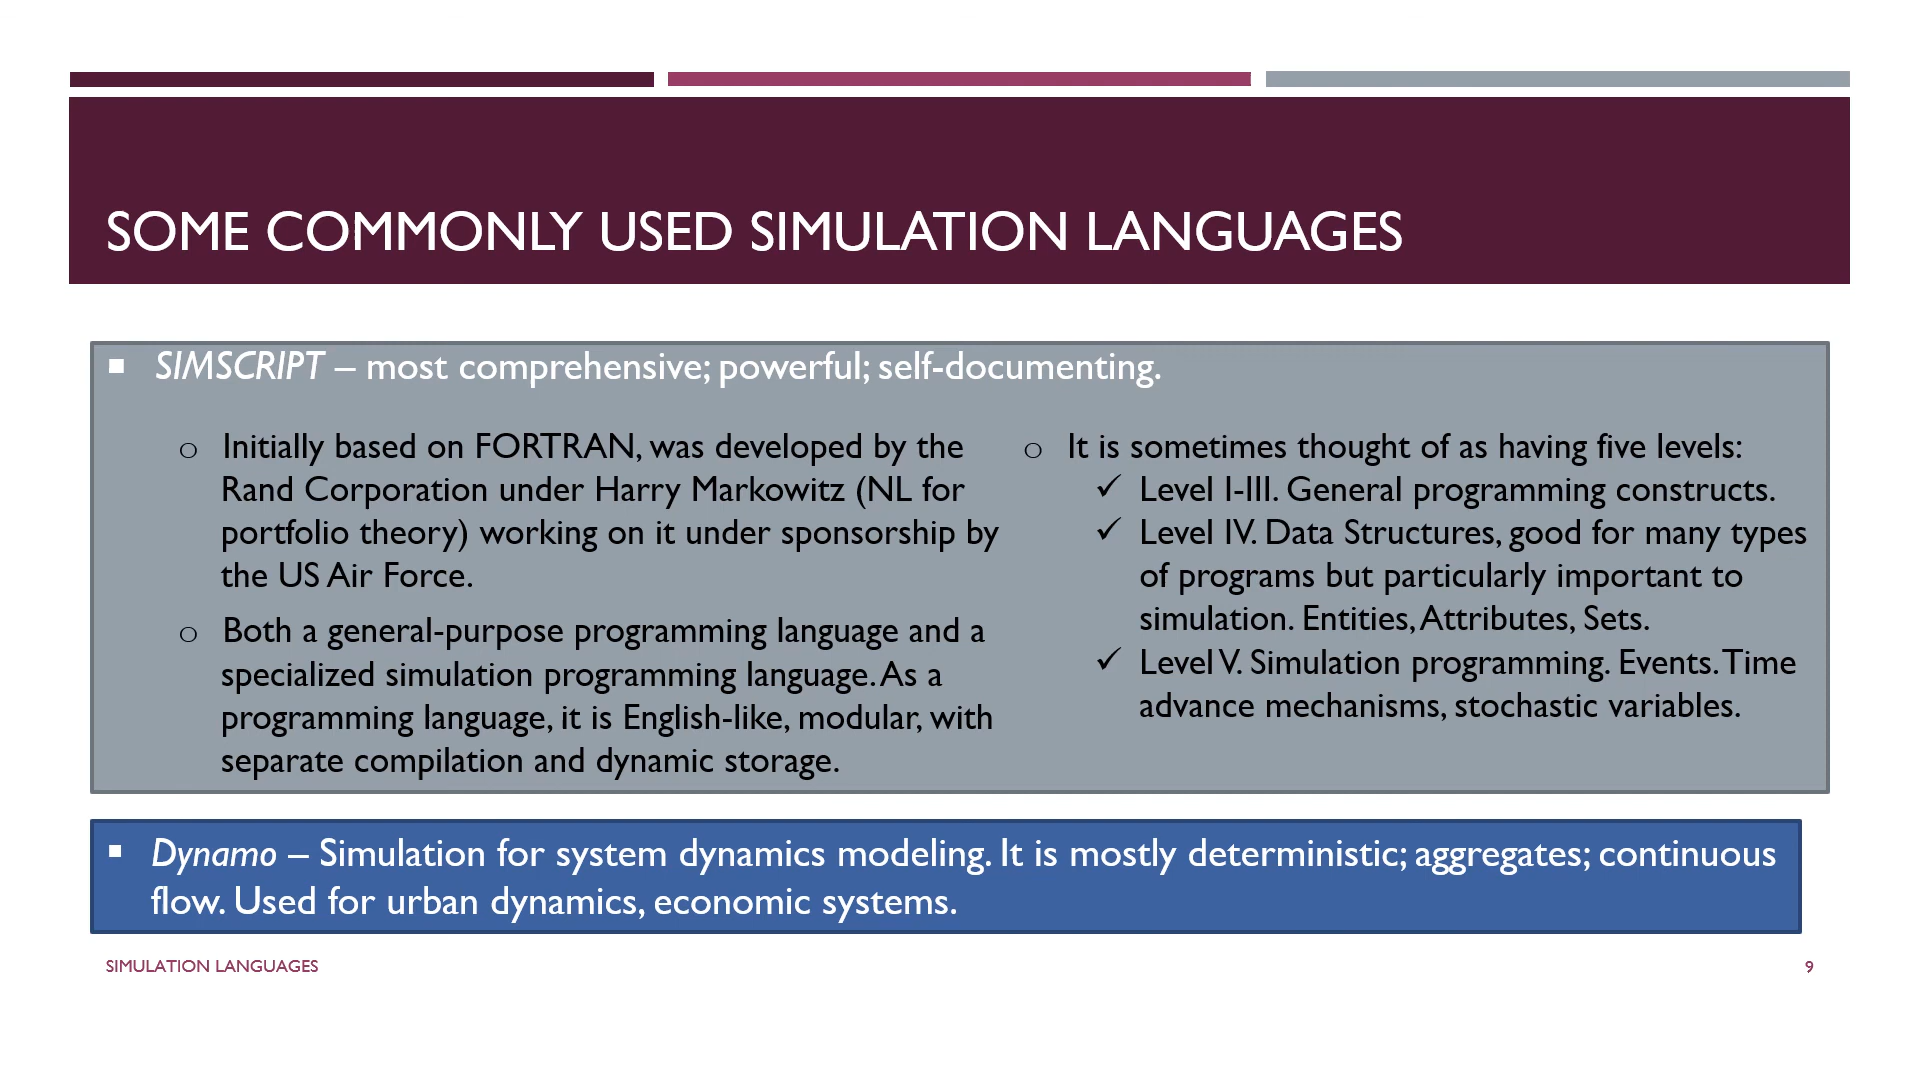 SOME COMMONLY USED SIMULATION LANGUAGES
▪ SIMSCRIPT – most comprehensive; powerful; self-documenting.
o Initially based on FORTRAN, was developed by the
Rand Corporation under Harry Markowitz (NL for
portfolio theory) working on it under sponsorship by
the US Air Force.
o Both a general-purpose programming language and a
specialized simulation programming language. As a
programming language, it is English-like, modular, with
separate compilation and dynamic storage.
o It is sometimes thought of as having five levels:
✓ Level I-III. General programming constructs.
✓ Level IV. Data Structures, good for many types
of programs but particularly important to
simulation. Entities, Attributes, Sets.
✓ Level V. Simulation programming. Events. Time
advance mechanisms, stochastic variables.
▪ Dynamo – Simulation for system dynamics modeling. It is mostly deterministic; aggregates; continuous
flow. Used for urban dynamics, economic systems.
SIMULATION LANGUAGES
9